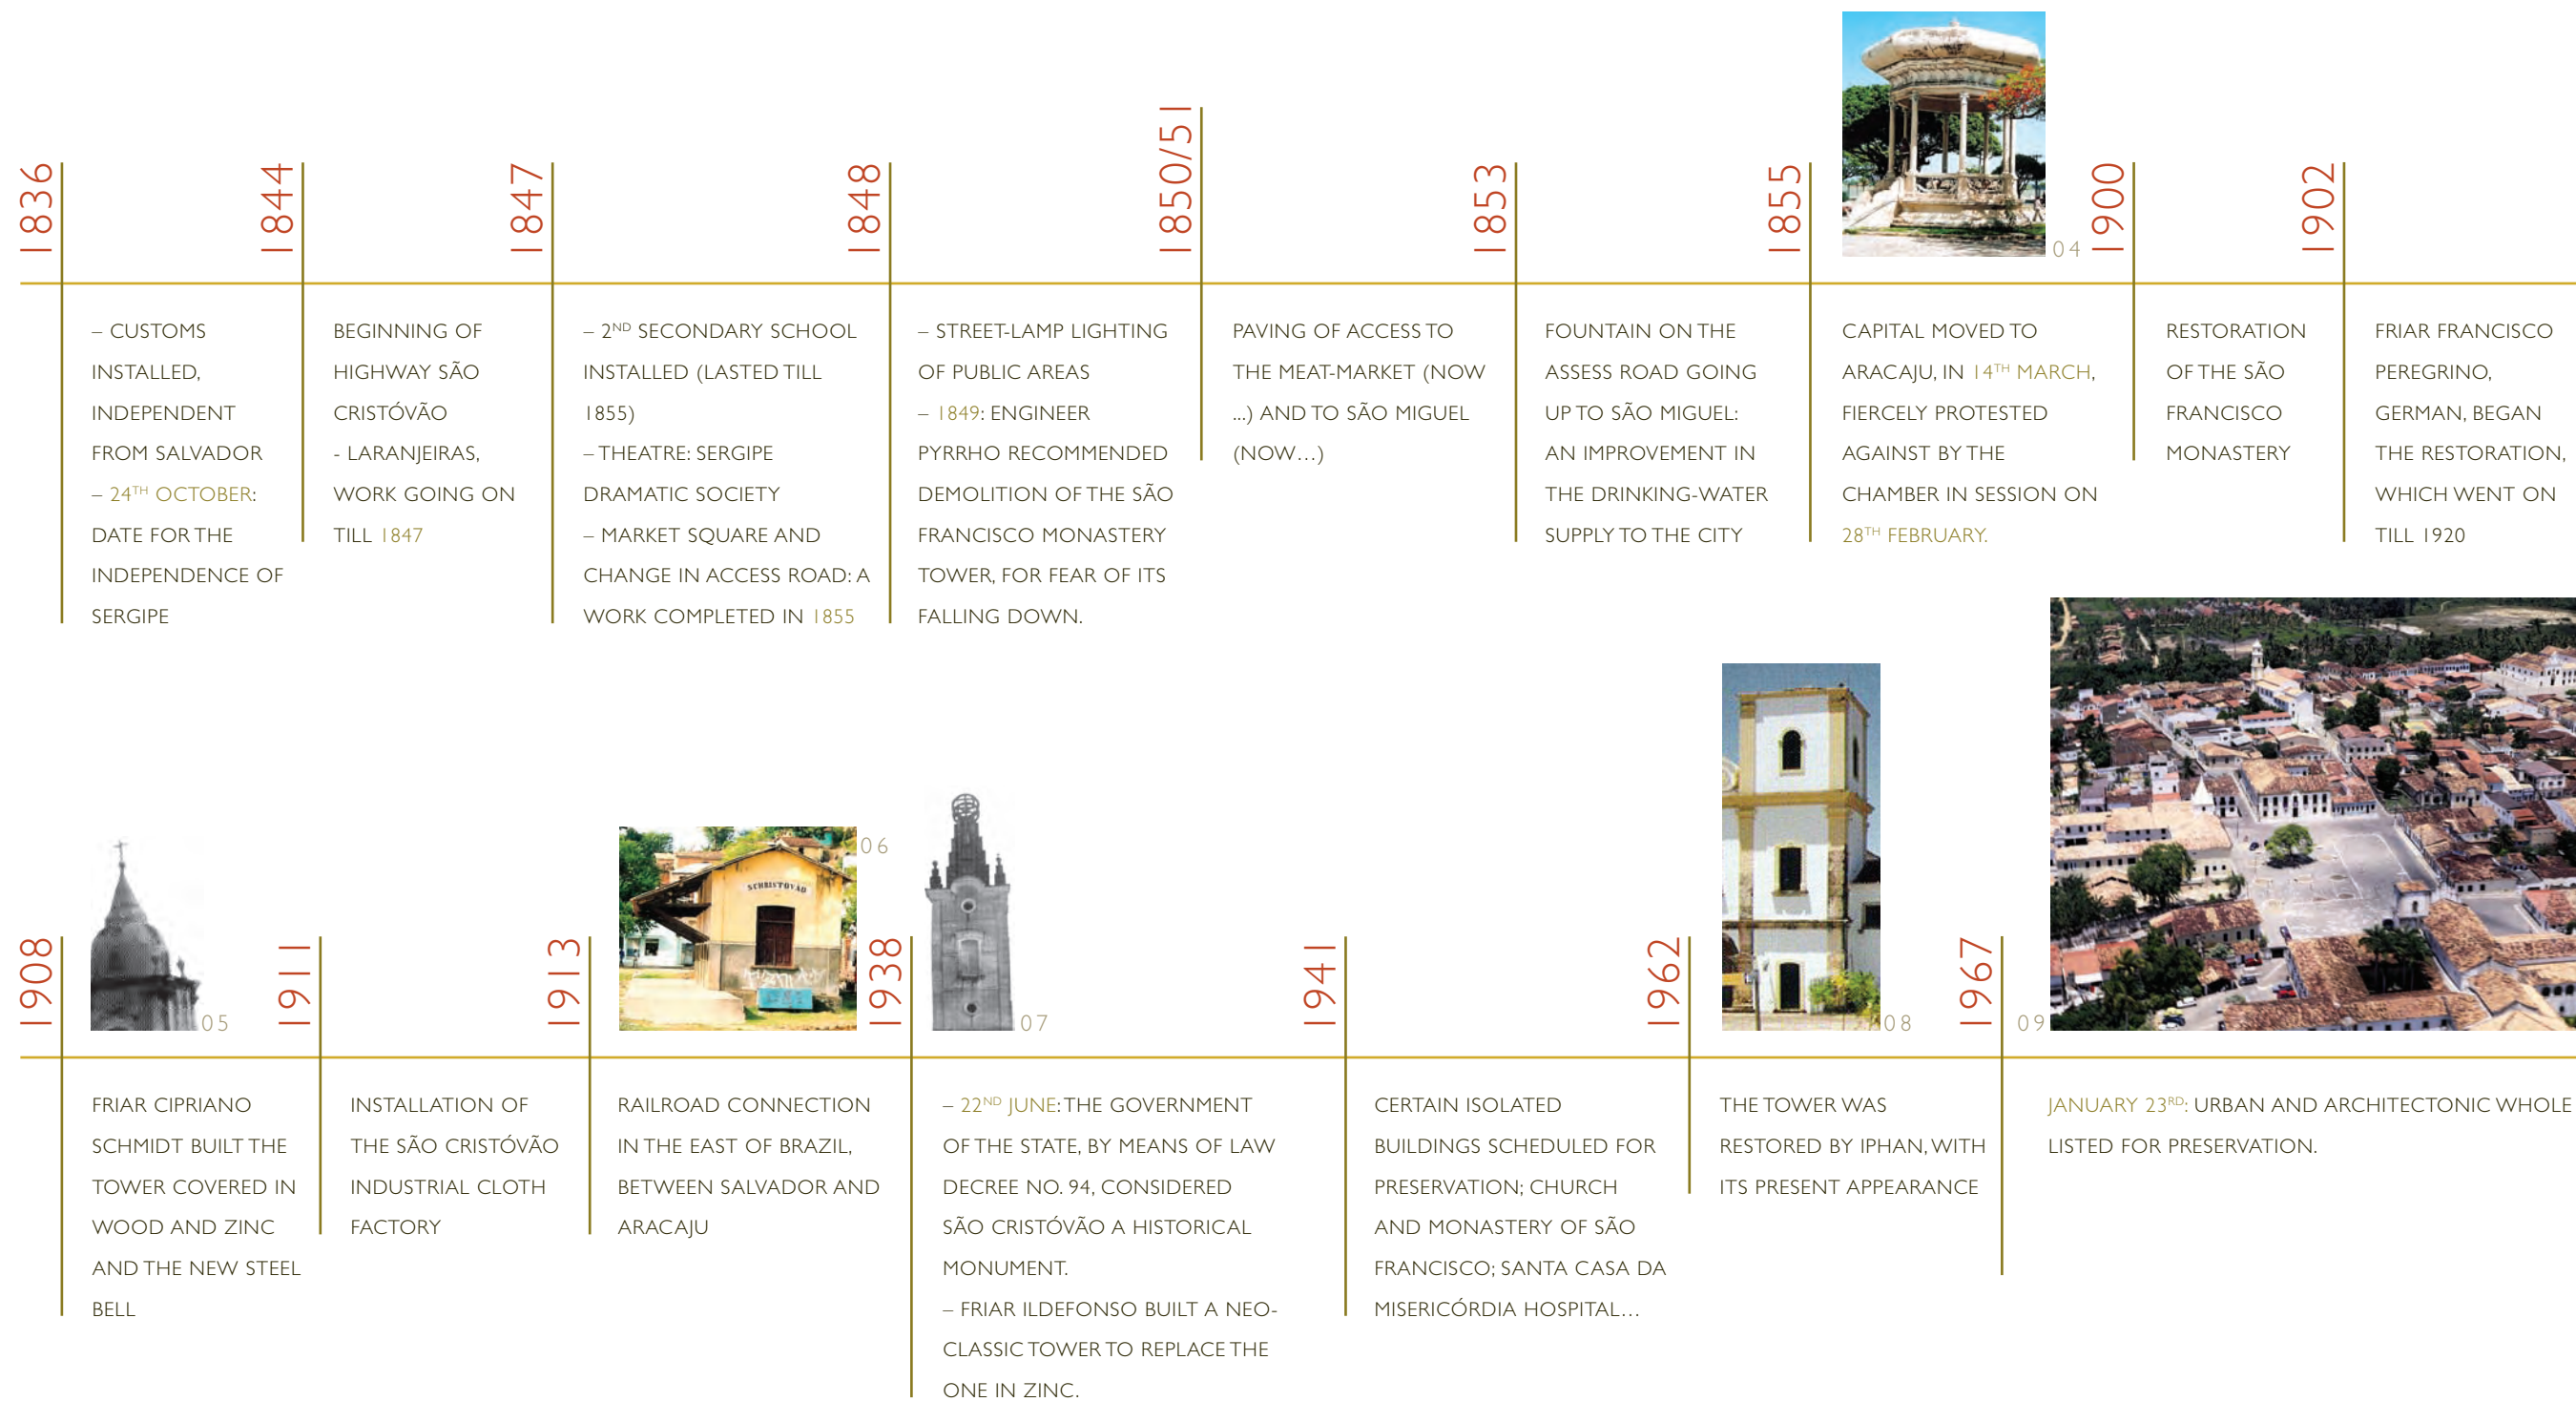 1836
– CUSTOMS
INSTALLED,
INDEPENDENT
FROM SALVADOR
– 24TH OCTOBER:
DATE FOR THE
INDEPENDENCE OF
SERGIPE
1844
BEGINNING OF
HIGHWAY SÃO
CRISTÓVÃO
- LARANJEIRAS,
WORK GOING ON
TILL 1847
1847
– 2ND SECONDARY SCHOOL
INSTALLED (LASTED TILL
1855)
– THEATRE: SERGIPE
DRAMATIC SOCIETY
– MARKET SQUARE AND
CHANGE IN ACCESS ROAD: A
WORK COMPLETED IN 1855
1848
– STREET-LAMP LIGHTING
OF PUBLIC AREAS
– 1849: ENGINEER
PYRRHO RECOMMENDED
DEMOLITION OF THE SÃO
FRANCISCO MONASTERY
TOWER, FOR FEAR OF ITS
FALLING DOWN.
1850/51
PAVING OF ACCESS TO
THE MEAT-MARKET (NOW
...) AND TO SÃO MIGUEL
(NOW…)
1853
FOUNTAIN ON THE
ASSESS ROAD GOING
UP TO SÃO MIGUEL:
AN IMPROVEMENT IN
THE DRINKING-WATER
SUPPLY TO THE CITY
1855
04
CAPITAL MOVED TO
ARACAJU, IN 14TH MARCH,
FIERCELY PROTESTED
AGAINST BY THE
CHAMBER IN SESSION ON
28TH FEBRUARY.
1900
RESTORATION
OF THE SÃO
FRANCISCO
MONASTERY
1902
FRIAR FRANCISCO
PEREGRINO,
GERMAN, BEGAN
THE RESTORATION,
WHICH WENT ON
TILL 1920
1908
05
FRIAR CIPRIANO
SCHMIDT BUILT THE
TOWER COVERED IN
WOOD AND ZINC
AND THE NEW STEEL
BELL
1911
INSTALLATION OF
THE SÃO CRISTÓVÃO
INDUSTRIAL CLOTH
FACTORY
1913
SCHRISTOVÃO
06
RAILROAD CONNECTION
IN THE EAST OF BRAZIL,
BETWEEN SALVADOR AND
ARACAJU
1938
07
– 22ND JUNE: THE GOVERNMENT
OF THE STATE, BY MEANS OF LAW
DECREE NO. 94, CONSIDERED
SÃO CRISTÓVÃO A HISTORICAL
MONUMENT.
– FRIAR ILDEFONSO BUILT A NEO-
CLASSIC TOWER TO REPLACE THE
ONE IN ZINC.
1941
CERTAIN ISOLATED
BUILDINGS SCHEDULED FOR
PRESERVATION; CHURCH
AND MONASTERY OF SÃO
FRANCISCO; SANTA CASA DA
MISERICÓRDIA HOSPITAL…
1962
08
THE TOWER WAS
RESTORED BY IPHAN, WITH
ITS PRESENT APPEARANCE
1967
09
JANUARY 23RD: URBAN AND ARCHITECTONIC WHOLE
LISTED FOR PRESERVATION.